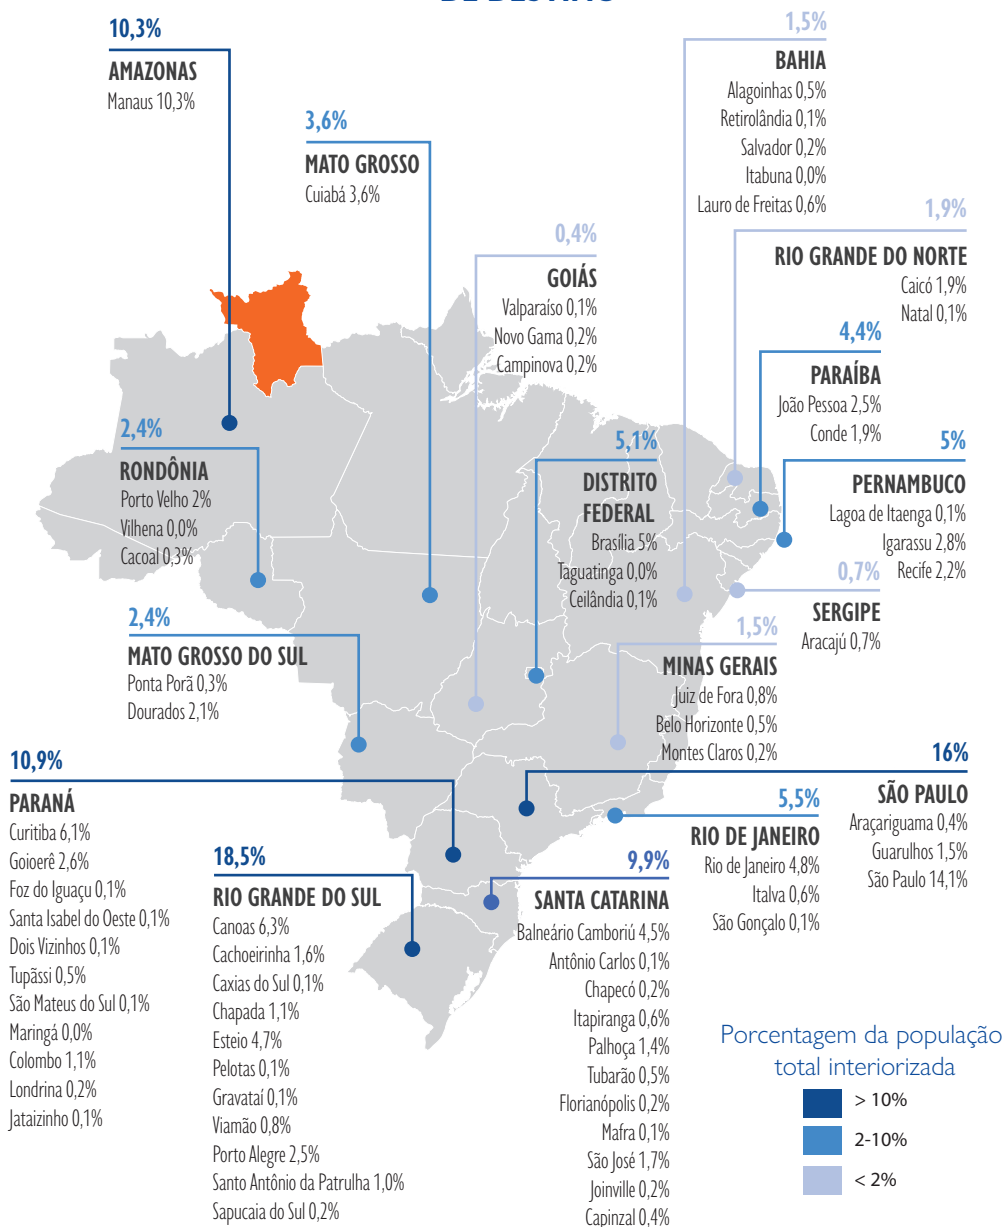 10,3%
AMAZONAS
Manaus 10,3%
3,6%
MATO GROSSO
Cuiabá 3,6%
0,4%
GOIÁS
Valparaíso 0,1%
Novo Gama 0,2%
Campinova 0,2%
1,5%
BAHIA
Alagoinhas 0,5%
Retirolândia 0,1%
Salvador 0,2%
Itabuna 0,0%
Lauro de Freitas 0,6%
1,9%
RIO GRANDE DO NORTE
Caicó 1,9%
Natal 0,1%
4,4%
PARAÍBA
João Pessoa 2,5%
Conde 1,9%
5%
PERNAMBUCO
Lagoa de Itaenga 0,1%
Igarassu 2,8%
Recife 2,2%
0,7%
SERGIPE
Aracajú 0,7%
2,4%
RONDÔNIA
Porto Velho 2%
Vilhena 0,0%
Cacoal 0,3%
5,1%
DISTRITO
FEDERAL
Brasília 5%
Taguatinga 0,0%
Ceilândia 0,1%
2,4%
MATO GROSSO DO SUL
Ponta Porã 0,3%
Dourados 2,1%
1,5%
MINAS GERAIS
Juiz de Fora 0,8%
Belo Horizonte 0,5%
Montes Claros 0,2%
10,9%
PARANÁ
Curitiba 6,1%
Goioerê 2,6%
Foz do Iguaçu 0,1%
Santa Isabel do Oeste 0,1%
Dois Vizinhos 0,1%
Tupãssi 0,5%
São Mateus do Sul 0,1%
Maringá 0,0%
Colombo 1,1%
Londrina 0,2%
Jataizinho 0,1%
18,5%
RIO GRANDE DO SUL
Canoas 6,3%
Cachoeirinha 1,6%
Caxias do Sul 0,1%
Chapada 1,1%
Esteio 4,7%
Pelotas 0,1%
Gravataí 0,1%
Viamão 0,8%
Porto Alegre 2,5%
Santo Antônio da Patrulha 1,0%
Sapucaia do Sul 0,2%
9,9%
SANTA CATARINA
Balneário Camboriú 4,5%
Antônio Carlos 0,1%
Chapecó 0,2%
Itapiranga 0,6%
Palhoça 1,4%
Tubarão 0,5%
Florianópolis 0,2%
Mafra 0,1%
São José 1,7%
Joinville 0,2%
Capinzal 0,4%
5,5%
RIO DE JANEIRO
Rio de Janeiro 4,8%
Italva 0,6%
São Gonçalo 0,1%
16%
SÃO PAULO
Araçariguama 0,4%
Guarulhos 1,5%
São Paulo 14,1%
Porcentagem da população
total interiorizada
> 10%
2-10%
< 2%